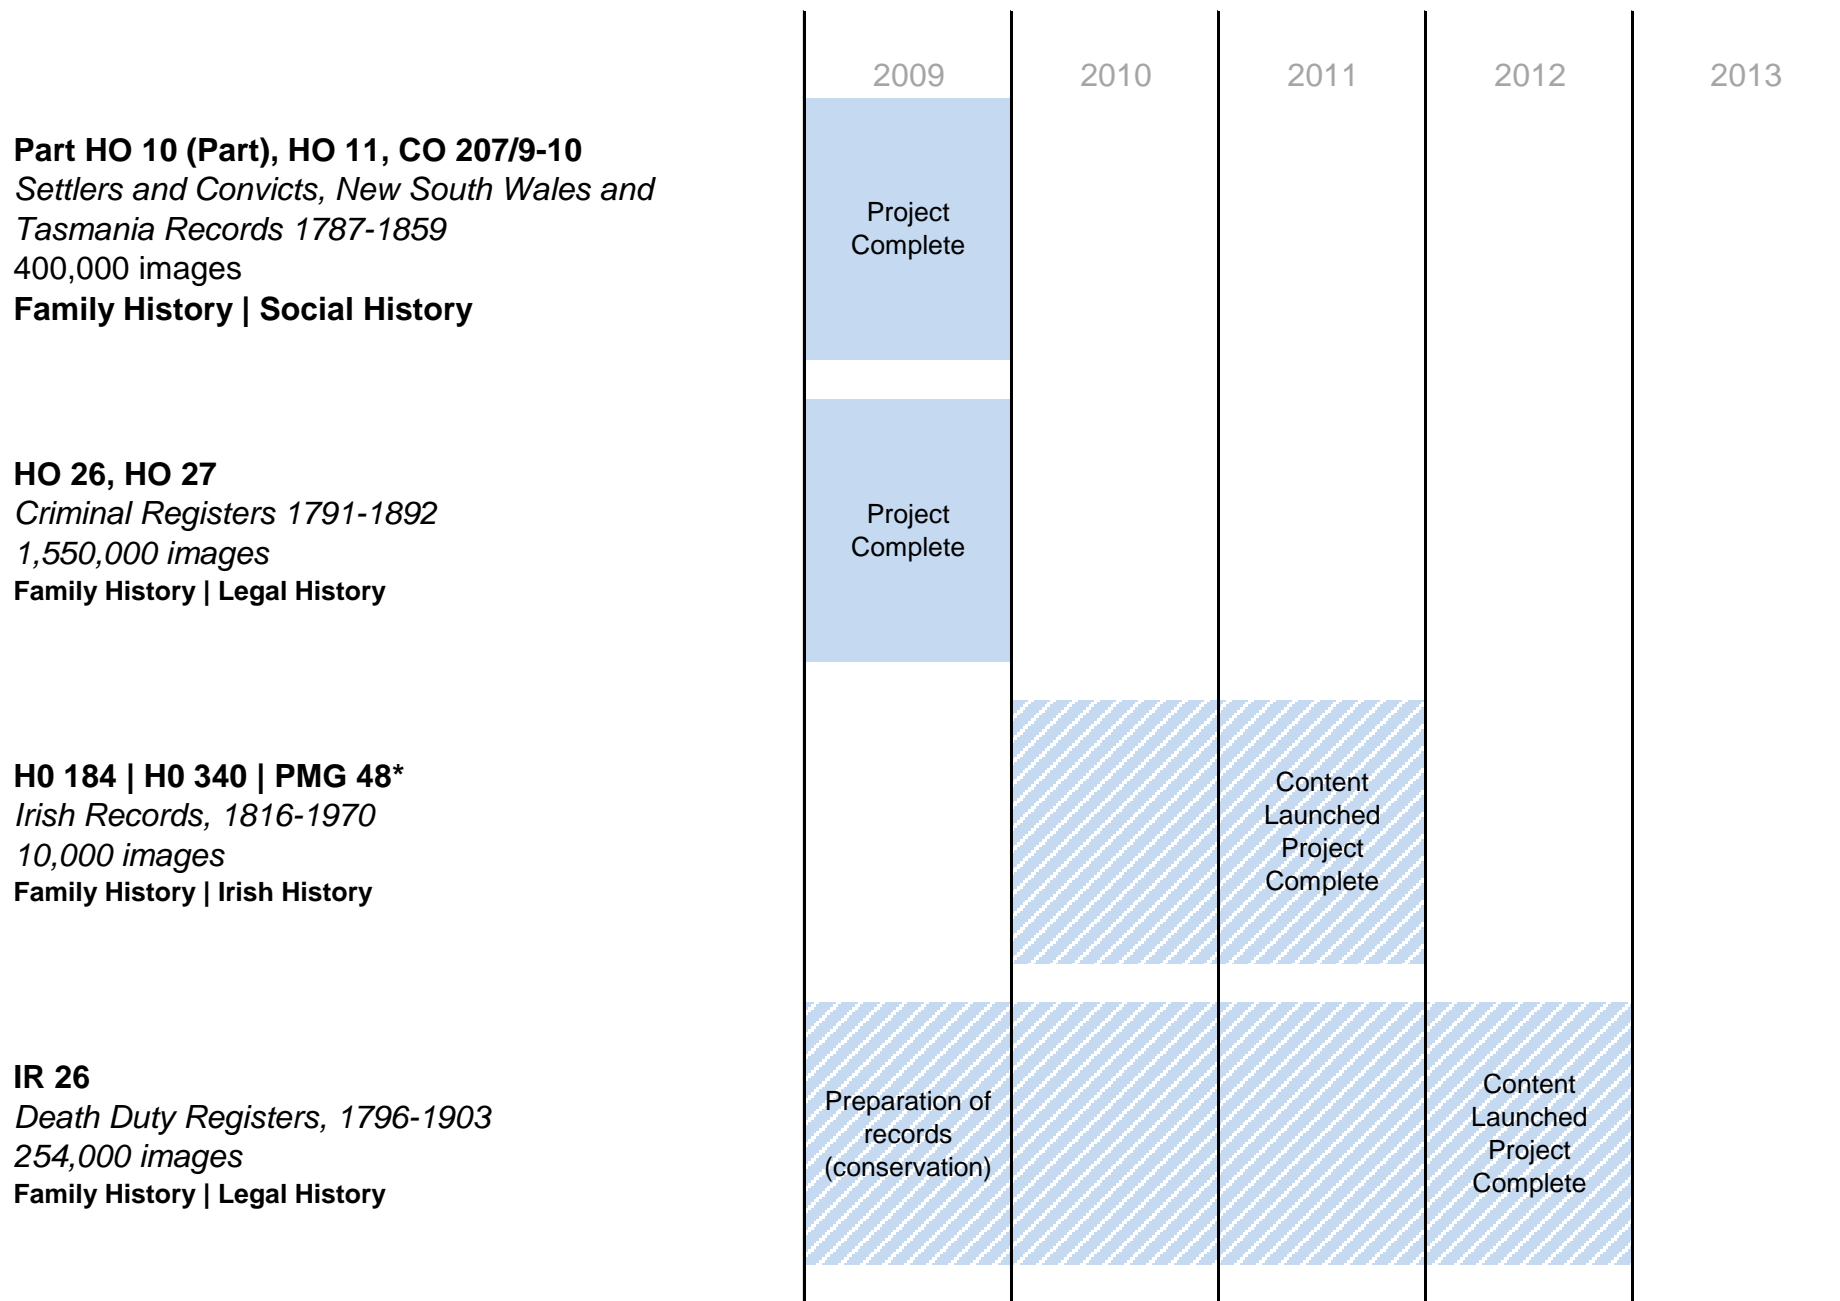 2009 2010 2011 2012 2013
Part HO 10 (Part), HO 11, CO 207/9-10
Settlers and Convicts, New South Wales and
Tasmania Records 1787-1859
400,000 images
Family History | Social History
Project
Complete
HO 26, HO 27
Criminal Registers 1791-1892
1,550,000 images
Family History | Legal History
Project
Complete
H0 184 | H0 340 | PMG 48*
Irish Records, 1816-1970
10,000 images
Family History | Irish History
Content
Launched
Project
Complete
IR 26
Death Duty Registers, 1796-1903
254,000 images
Family History | Legal History
Preparation of
records
(conservation)
Content
Launched
Project
Complete